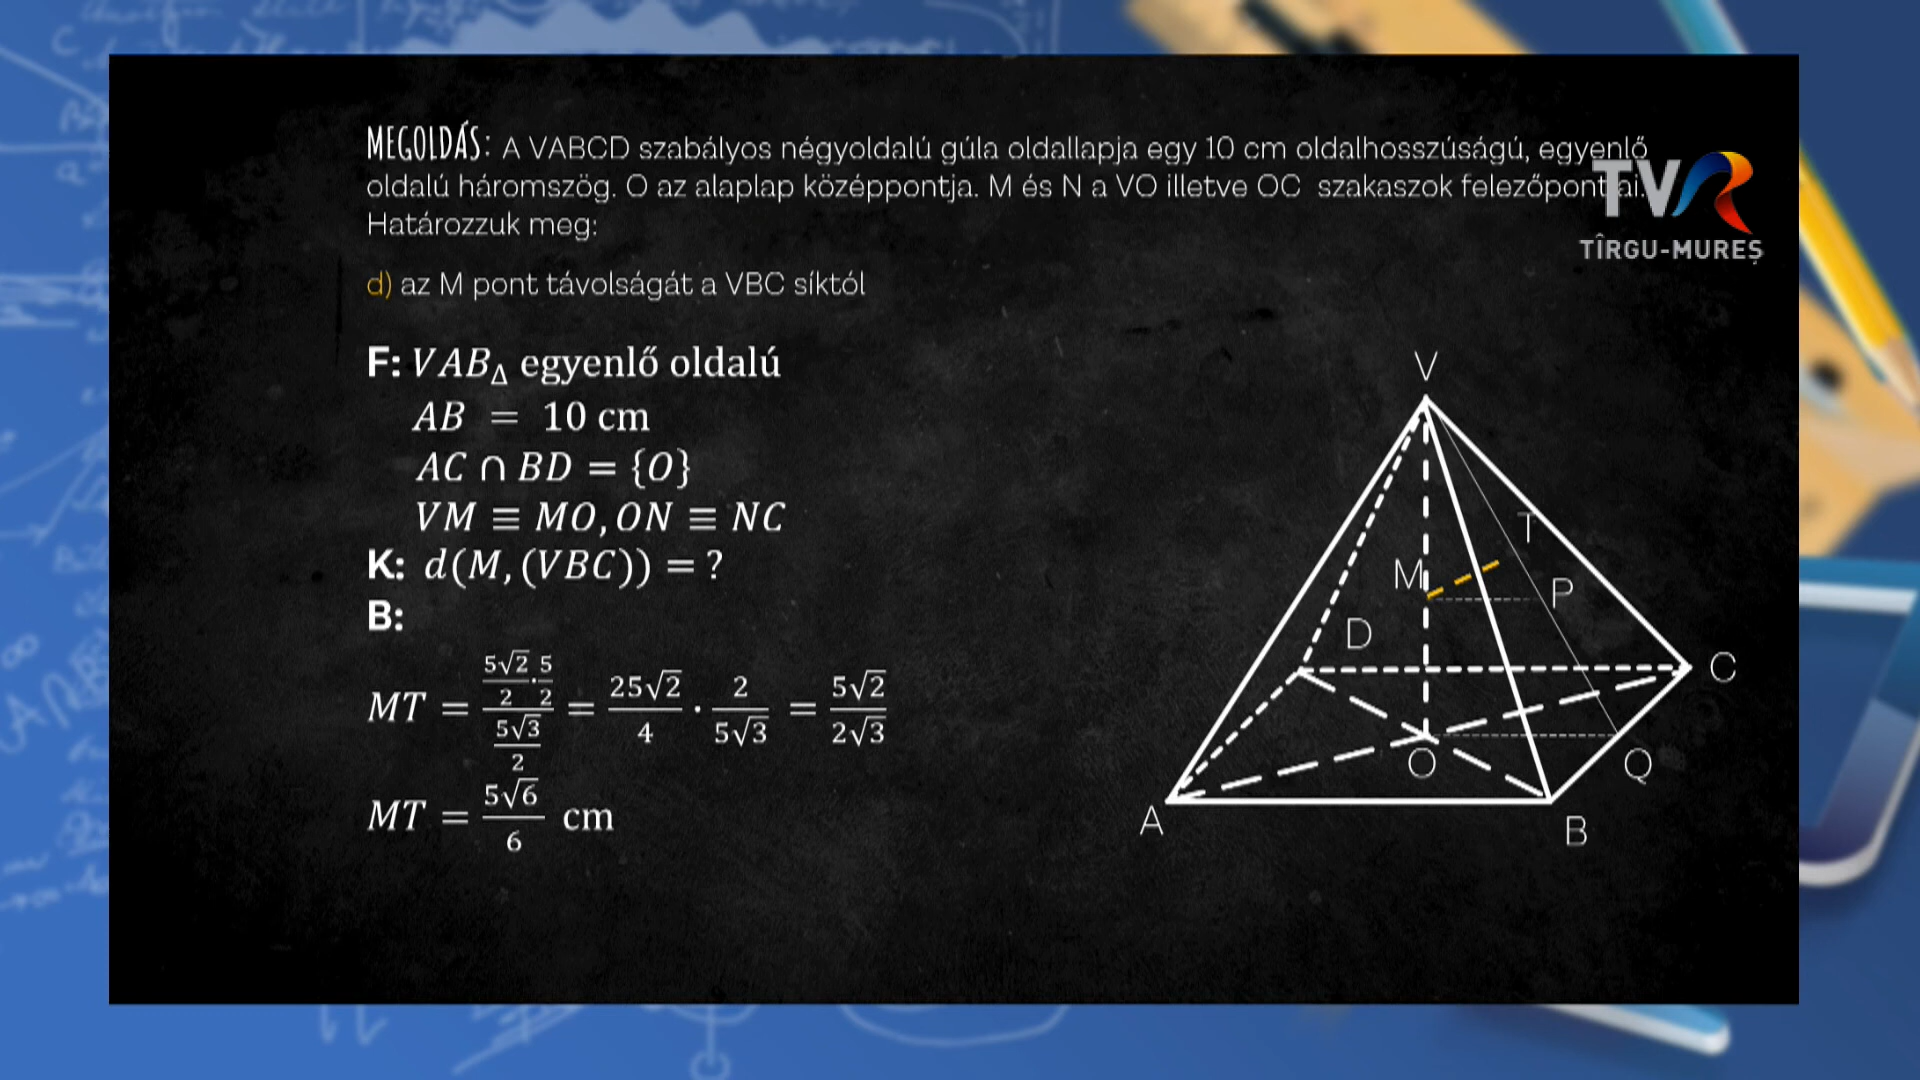 MEGOLDÁS: A VABCD szabályos négyoldalú gúla oldallapja egy 10 cm oldalhosszúságú, egyenlő
oldalú háromszög. O az alaplap középpontja. M és N a VO illetve OC szakaszok felezőpontjai.
Határozzuk meg:
TVR
TÎRGU-MUREȘ
d) az M pont távolságát a VBC síktól
F: VAB_Δ egyenlő oldalú
AB = 10 cm
AC ∩ BD = {O}
VM ≡ MO, ON ≡ NC
K: d(M, (VBC)) = ?
B:
MT = (5√2/2 · 5/2)/(5√3/2) = 25√2/4 · 2/5√3 = 5√2/2√3
MT = 5√6/6 cm
V
T
M
P
D
C
O
Q
A
B